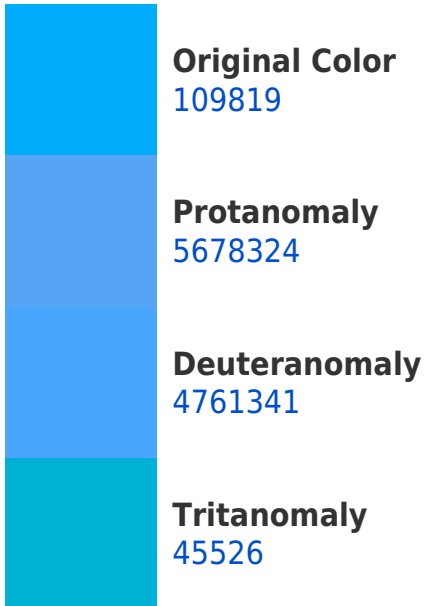 Original Color
109819
Protanomaly
5678324
Deuteranomaly
4761341
Tritanomaly
45526